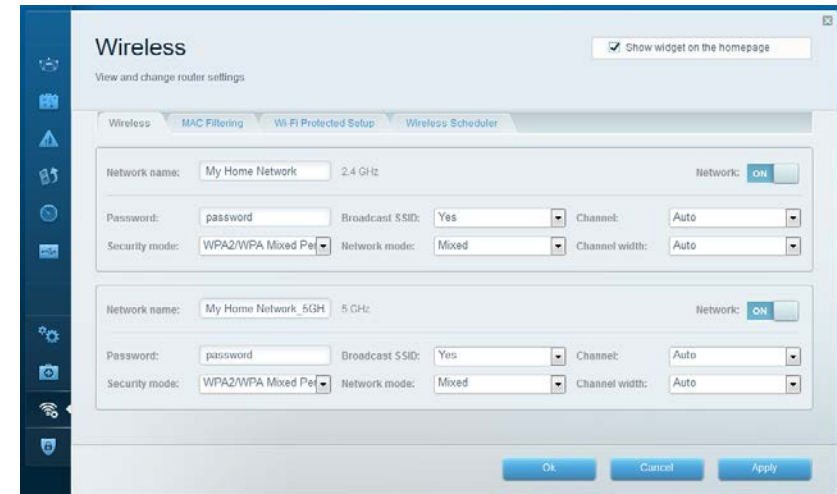 Wireless
Show widget on the homepage
View and change router settings
Wireless MAC Filtering Wi-Fi Protected Setup Wireless Scheduler
Network name: My Home Network 2.4 GHz Network: ON
Password: password Broadcast SSID: Yes Channel: Auto
Security mode: WPA2/WPA Mixed Per Network mode: Mixed Channel width: Auto
Network name: My Home Network_5GH 5 GHz Network: ON
Password: password Broadcast SSID: Yes Channel: Auto
Security mode: WPA2/WPA Mixed Per Network mode: Mixed Channel width: Auto
Ok Cancel Apply